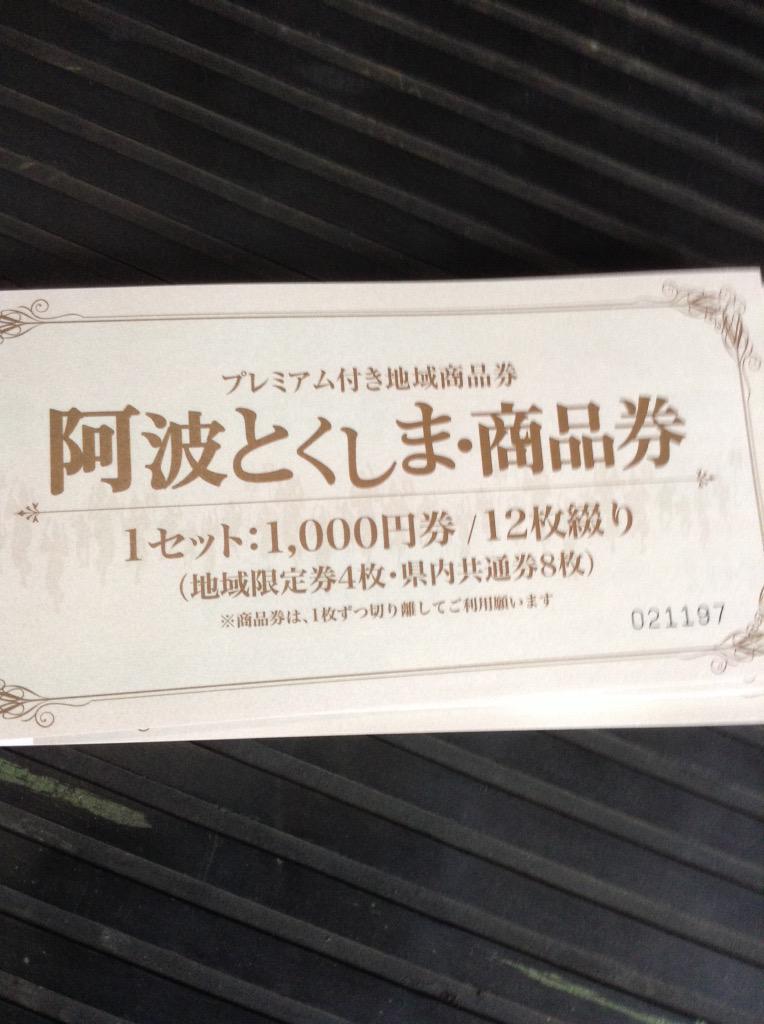 プレミアム付き地域商品券
阿波とくしま・商品券
1セット：1,000円券 / 12枚綴り
(地域限定券4枚・県内共通券8枚)
※商品券は、1枚ずつ切り離してご利用願います
021197